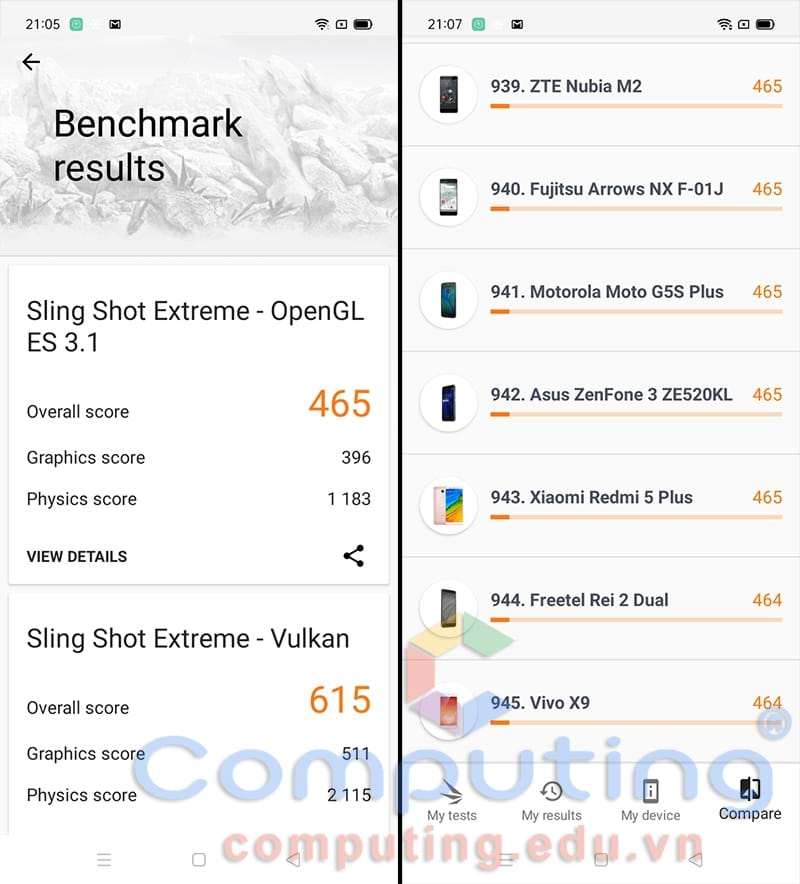 21:05
Benchmark
results
Sling Shot Extreme - OpenGL
ES 3.1
Overall score 465
Graphics score 396
Physics score 1 183
VIEW DETAILS
Sling Shot Extreme - Vulkan
Overall score 615
Graphics score 511
Physics score 2 115
21:07
939. ZTE Nubia M2 465
940. Fujitsu Arrows NX F-01J 465
941. Motorola Moto G5S Plus 465
942. Asus ZenFone 3 ZE520KL 465
943. Xiaomi Redmi 5 Plus 465
944. Freetel Rei 2 Dual 464
945. Vivo X9 464
My tests My results My device Compare
Computing®
computing.edu.vn